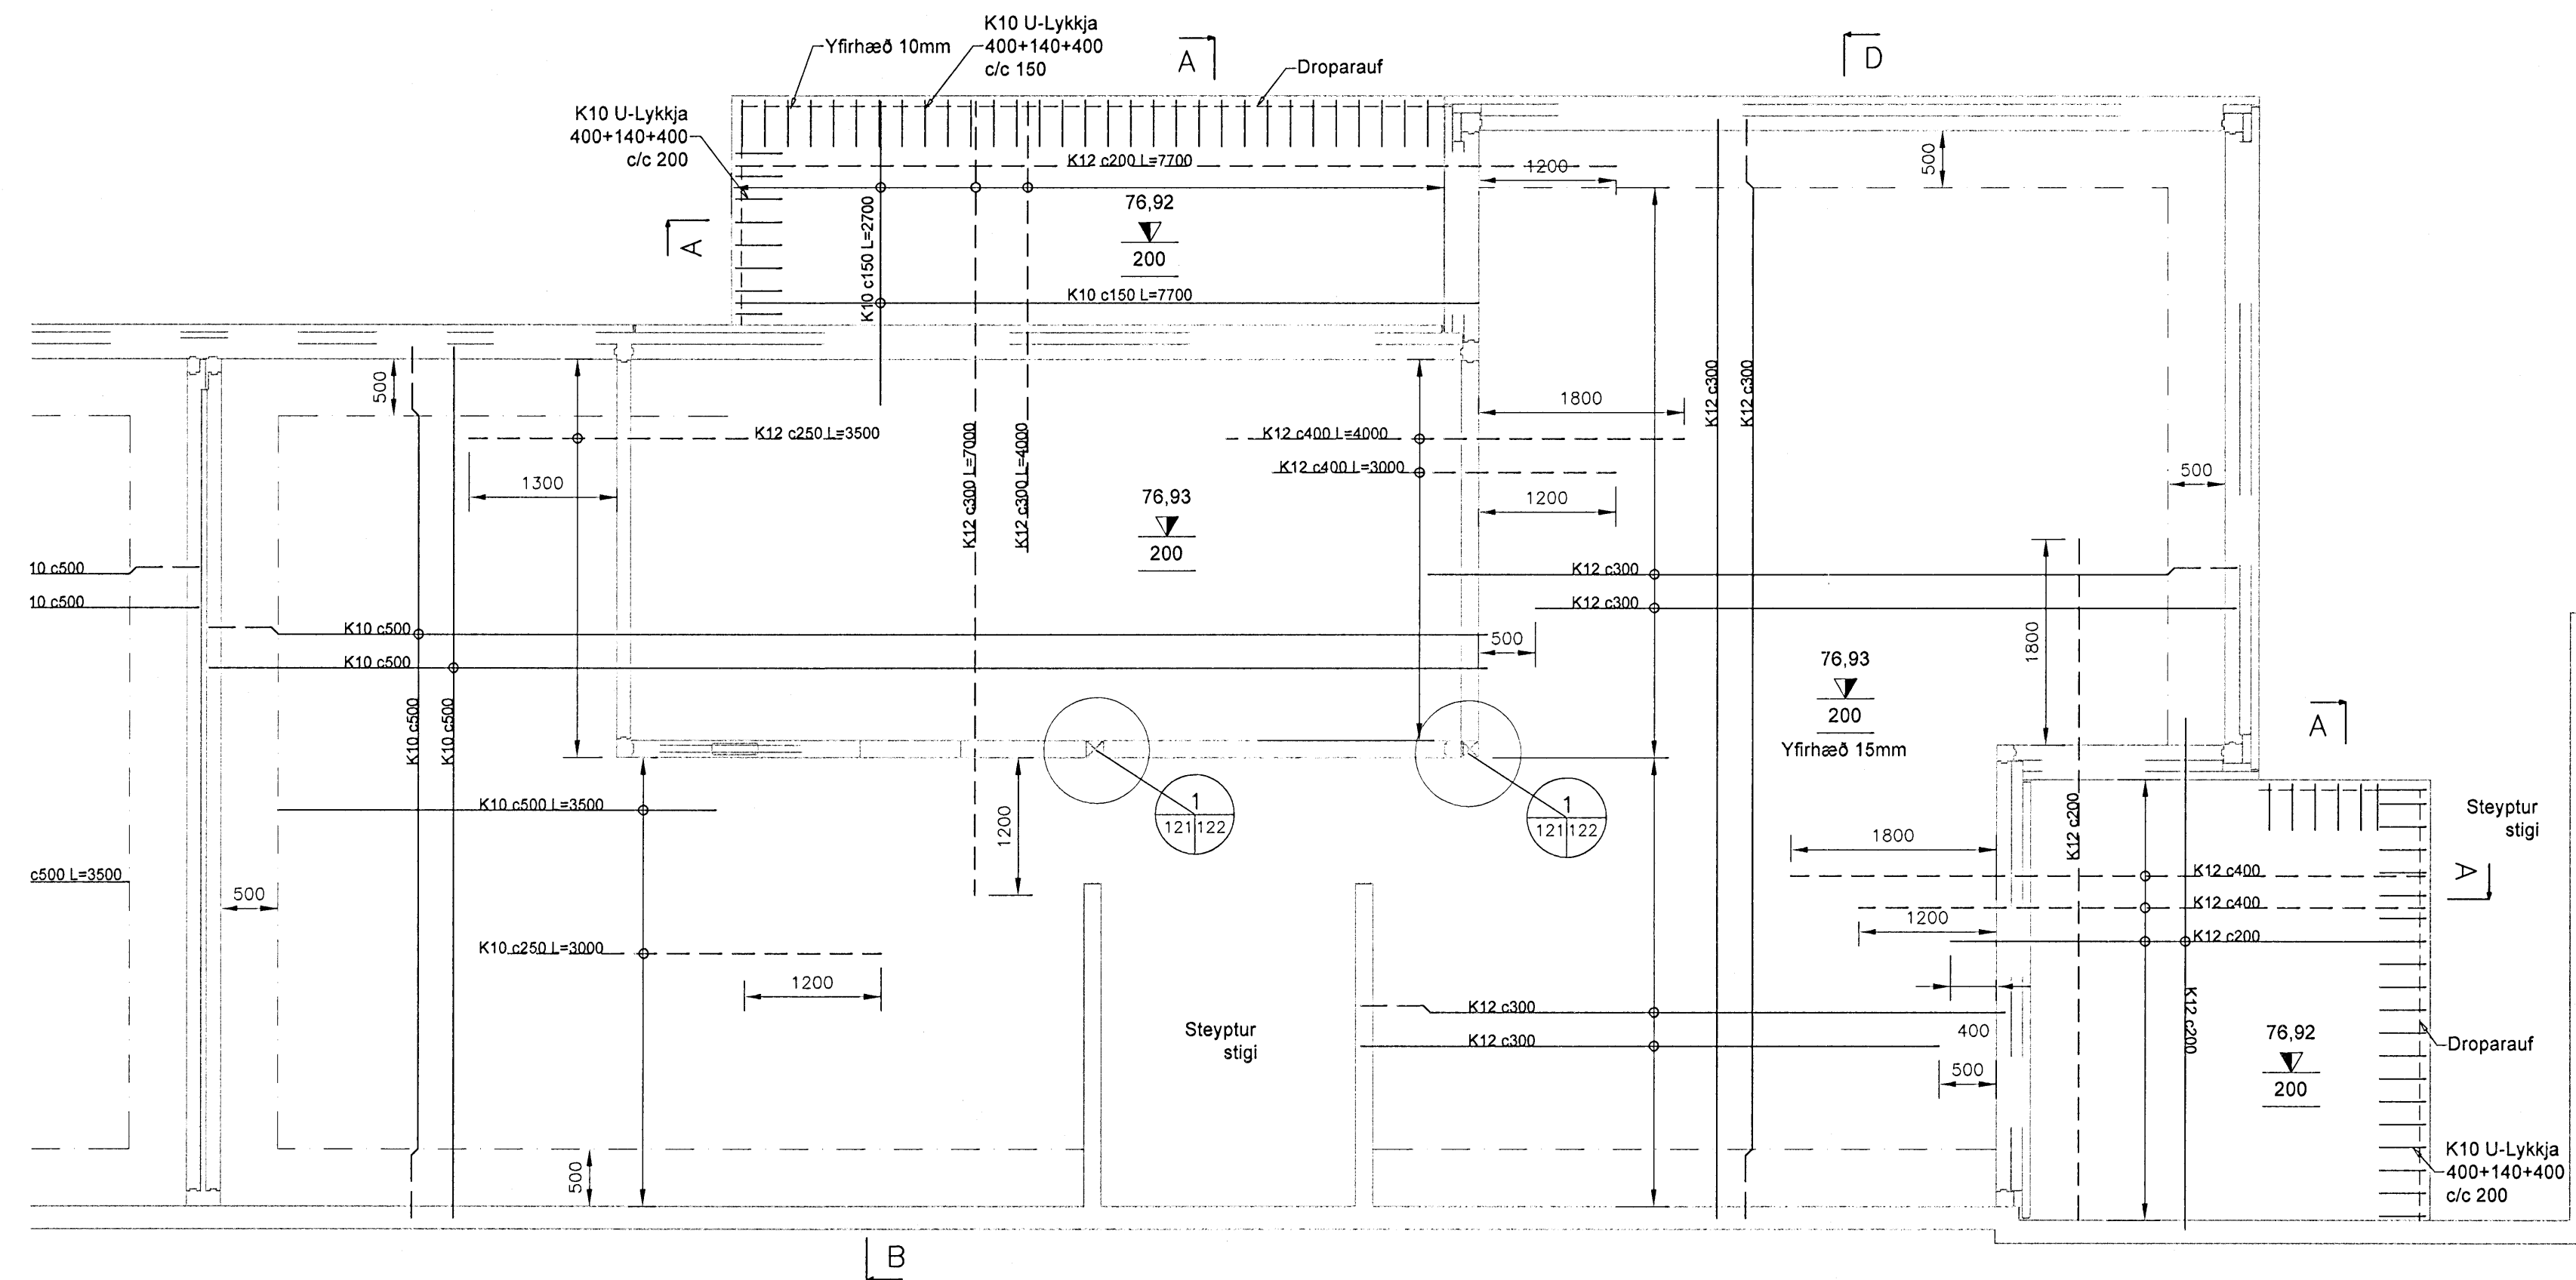 K10 U-Lykkja
400+140+400
c/c 150
Yfirhæð 10mm
A
D
Droparauf
K10 U-Lykkja
400+140+400
c/c 200
K12 c200 L=7700
1200
500
76,92
200
A
K10 c150 L=2700
K10 c150 L=7700
500
K12 c300
K12 c300
1800
K12 c250 L=3500
K12 c300 L=7000
K12 c300 L=4000
K12 c400 L=4000
K12 c400 L=3000
500
1300
1200
76,93
200
10 c500
K12 c300
10 c500
K12 c300
K10 c500
500
1800
K10 c500
76,93
200
Yfirhæð 15mm
A
K10 c500
K10 c500
K10 c500 L=3500
1200
1
121 122
1
121 122
K12 c200
Steyptur
stigi
1800
c500 L=3500
K12 c400
A
500
K12 c400
1200
K12 c200
K10 c250 L=3000
1200
K12 c300
K12 c200
Steyptur
stigi
400
76,92
200
K12 c300
Droparauf
500
500
K10 U-Lykkja
400+140+400
c/c 200
B